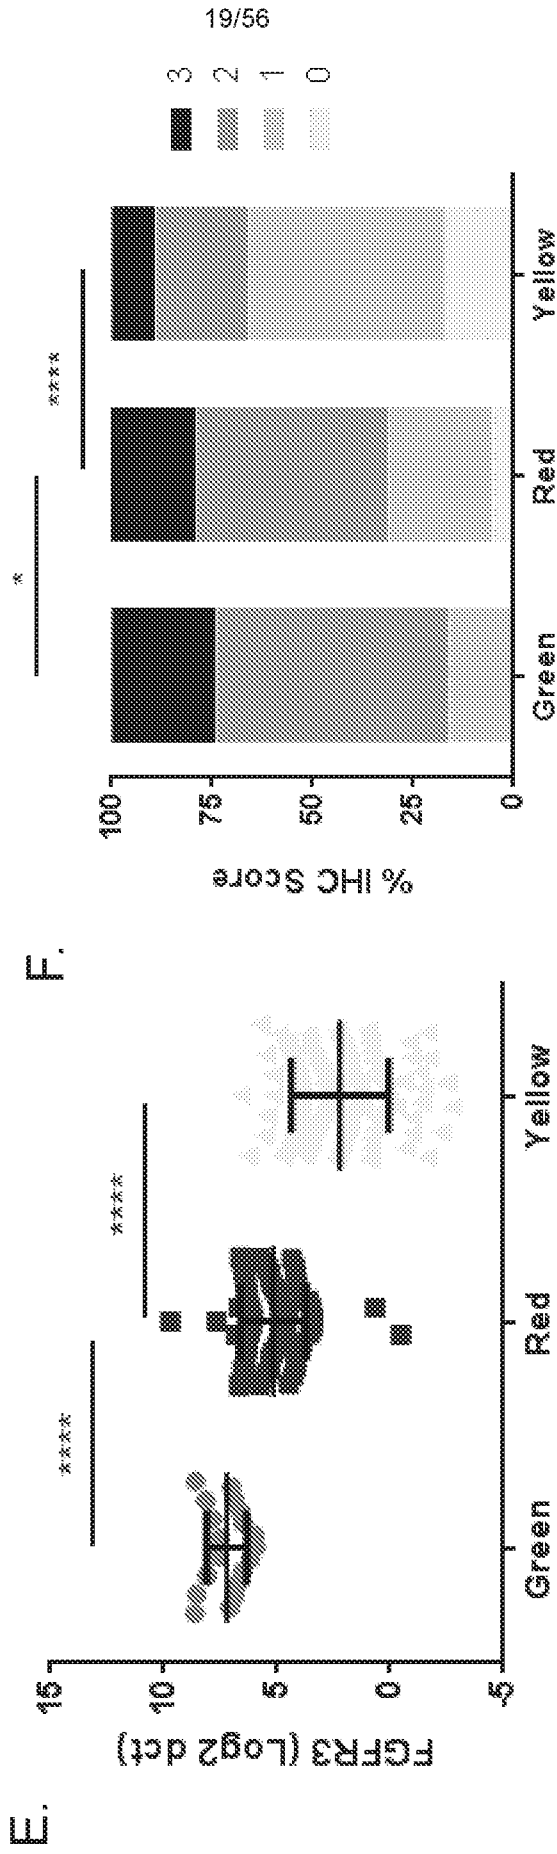 19/56
E.
FGFR3 (Log2 dct)
15
10
5
0
-5
****
****
Green
Red
Yellow
F.
% IHC Score
100
75
50
25
0
*
****
Green
Red
Yellow
3
2
1
0